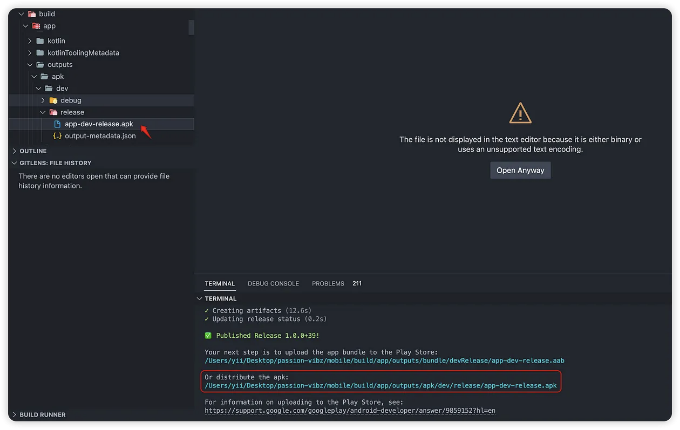 build
app
kotlin
kotlinToolingMetadata
outputs
apk
dev
debug
release
app-dev-release.apk
{..} output-metadata.json
OUTLINE
GITLENS: FILE HISTORY
There are no editors open that can provide file
history information.
BUILD RUNNER
The file is not displayed in the text editor because it is either binary or
uses an unsupported text encoding.
Open Anyway
TERMINAL DEBUG CONSOLE PROBLEMS 211
TERMINAL
✓ Creating artifacts (12.6s)
✓ Updating release status (0.2s)
✅ Published Release 1.0.0+39!
Your next step is to upload the app bundle to the Play Store:
/Users/yii/Desktop/passion-vibz/mobile/build/app/outputs/bundle/devRelease/app-dev-release.aab
Or distribute the apk:
/Users/yii/Desktop/passion-vibz/mobile/build/app/outputs/apk/dev/release/app-dev-release.apk
For information on uploading to the Play Store, see:
https://support.google.com/googleplay/android-developer/answer/9859152?hl=en